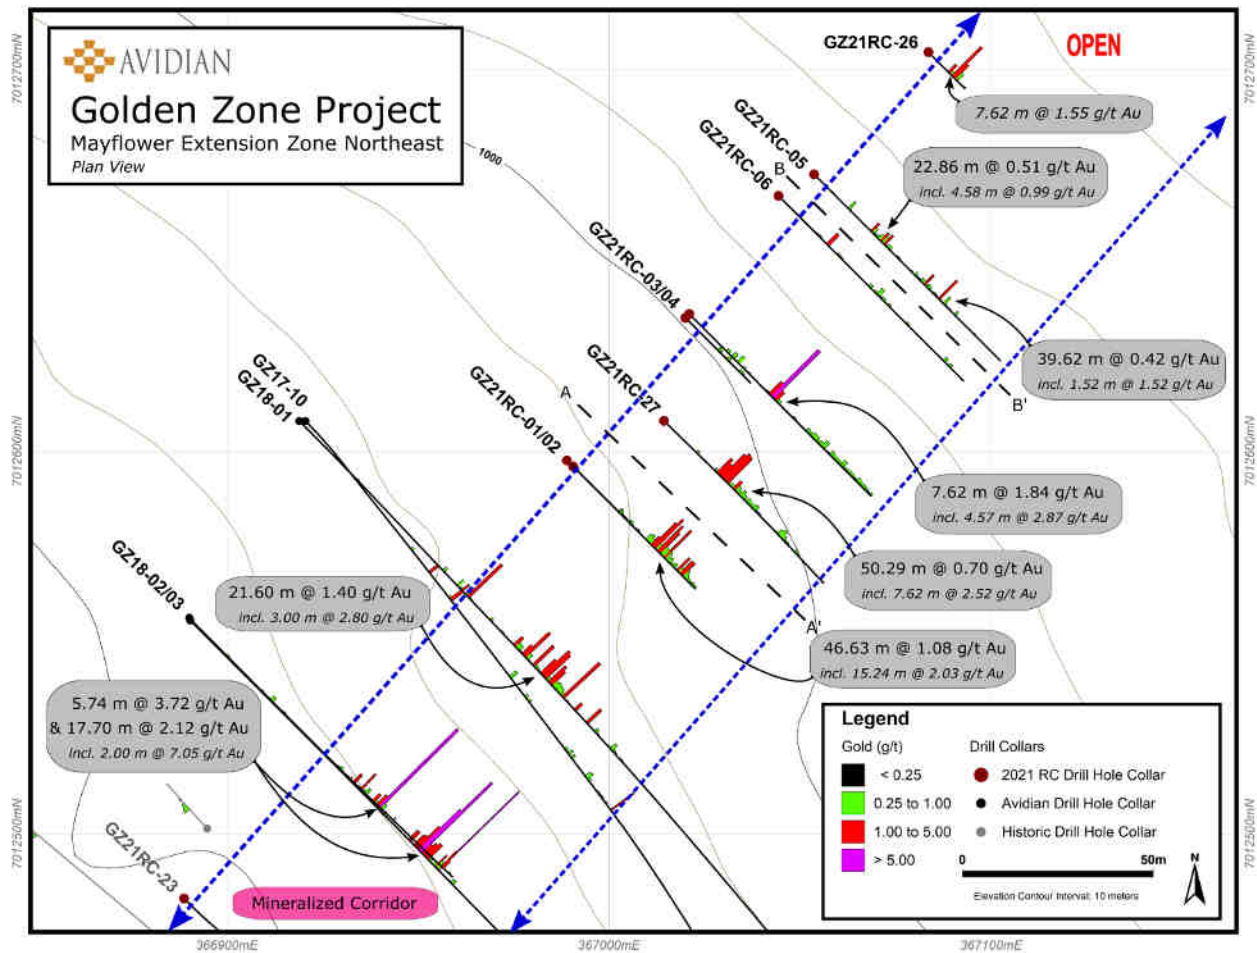 AVIDIAN
Golden Zone Project
Mayflower Extension Zone Northeast
Plan View
OPEN
GZ21RC-26
7.62 m @ 1.55 g/t Au
GZ21RC-05
GZ21RC-06
B
22.86 m @ 0.51 g/t Au
incl. 4.58 m @ 0.99 g/t Au
1000
GZ21RC-03/04
39.62 m @ 0.42 g/t Au
incl. 1.52 m @ 1.52 g/t Au
B'
GZ21RC-27
GZ17-10
GZ18-01
A
GZ21RC-01/02
7.62 m @ 1.84 g/t Au
incl. 4.57 m @ 2.87 g/t Au
50.29 m @ 0.70 g/t Au
incl. 7.62 m @ 2.52 g/t Au
A'
46.63 m @ 1.08 g/t Au
incl. 15.24 m @ 2.03 g/t Au
GZ18-02/03
21.60 m @ 1.40 g/t Au
incl. 3.00 m @ 2.80 g/t Au
5.74 m @ 3.72 g/t Au
& 17.70 m @ 2.12 g/t Au
incl. 2.00 m @ 7.05 g/t Au
GZ21RC-23
Mineralized Corridor
Legend
Gold (g/t)
< 0.25
0.25 to 1.00
1.00 to 5.00
> 5.00
Drill Collars
2021 RC Drill Hole Collar
Avidian Drill Hole Collar
Historic Drill Hole Collar
0 50m
N
Elevation Contour Interval: 10 meters
7012700mN
7012600mN
7012500mN
7012700mN
7012600mN
7012500mN
366900mE
367000mE
367100mE